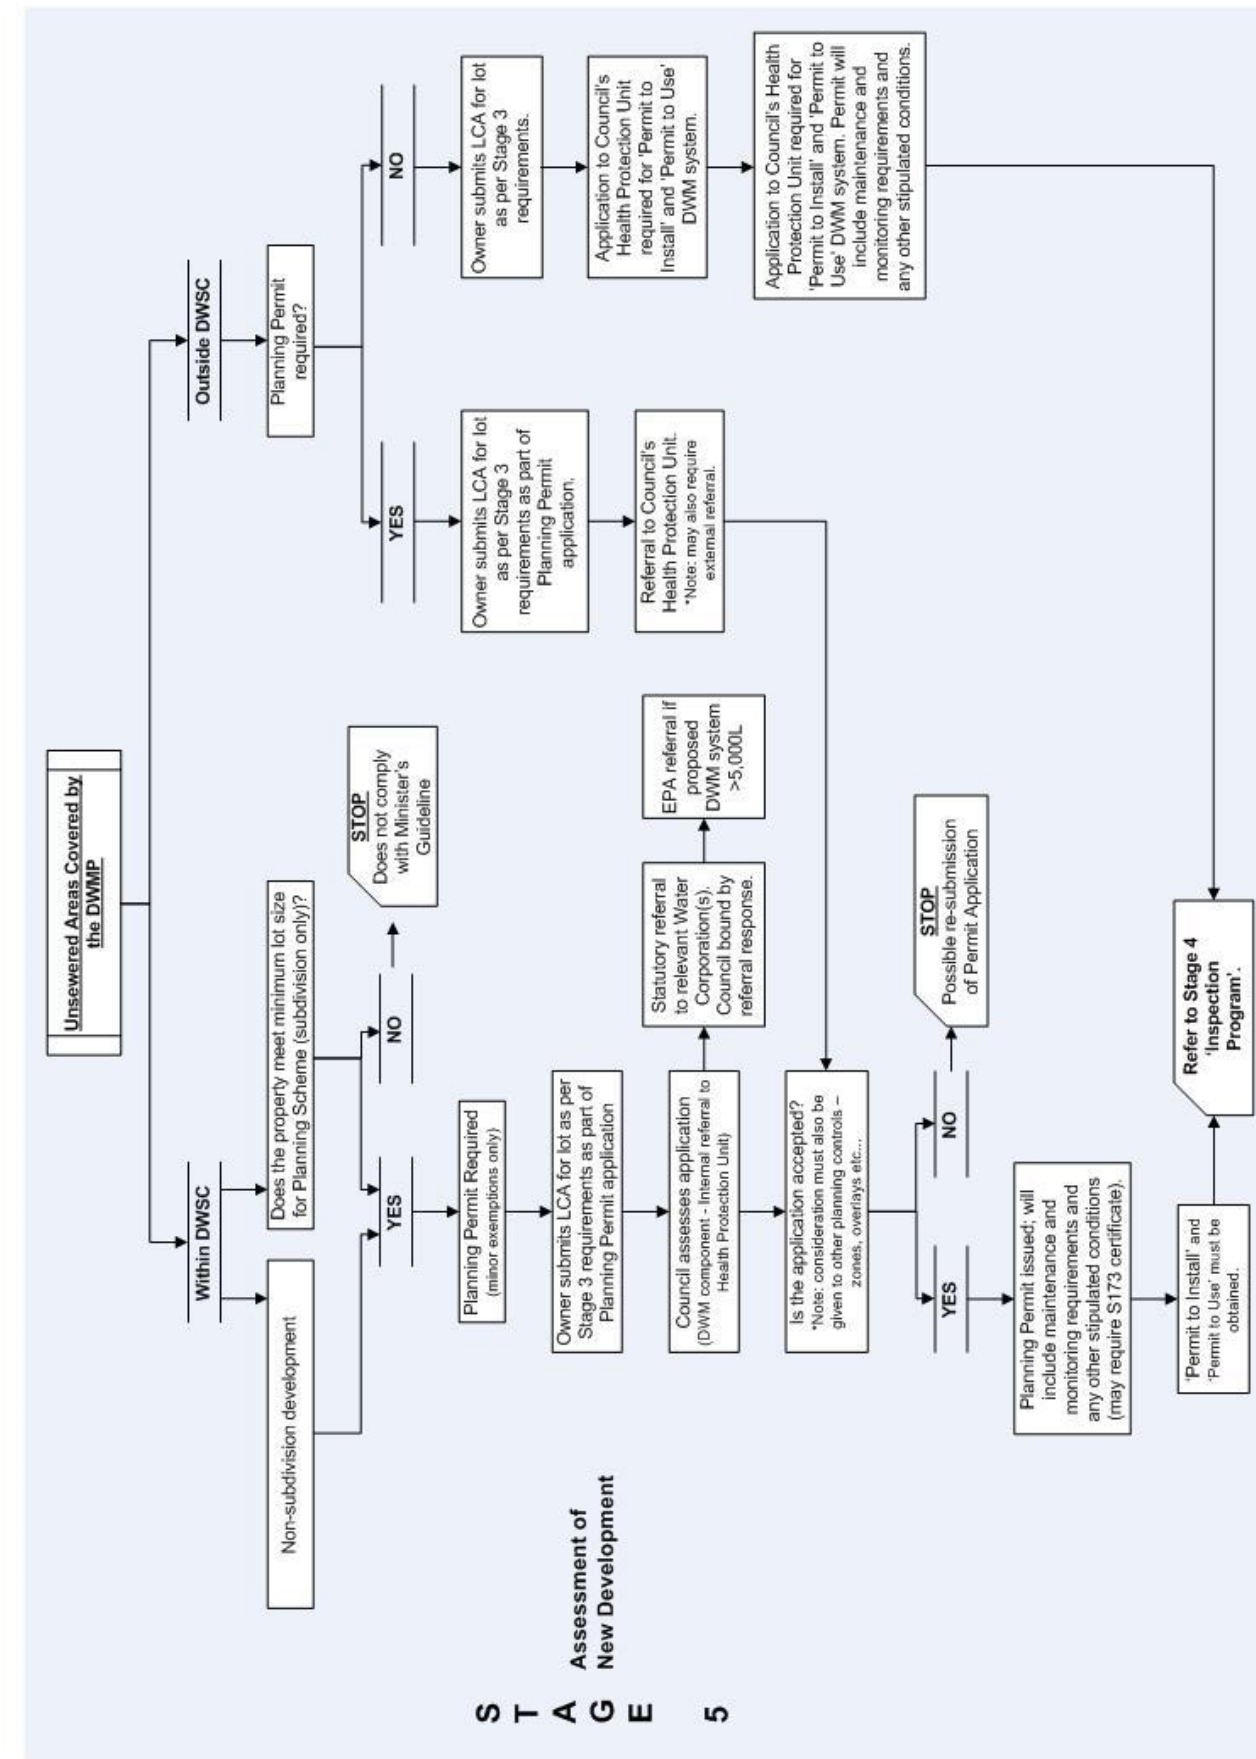 Unsewered Areas Covered by
the DWMP
Within DWSC
Outside DWSC
Non-subdivision development
Does the property meet minimum lot size
for Planning Scheme (subdivision only)?
Planning Permit
required?
YES
NO
STOP
Does not comply
with Minister's
Guideline
YES
NO
Planning Permit Required
(minor exemptions only)
Owner submits LCA for lot
as per Stage 3
requirements as part of
Planning Permit
application.
Owner submits LCA for lot
as per Stage 3
requirements.
Owner submits LCA for lot as per
Stage 3 requirements as part of
Planning Permit application
Referral to Council's
Health Protection Unit.
*Note: may also require
external referral.
Application to Council's
Health Protection Unit
required for 'Permit to
Install' and 'Permit to Use'
DWM system.
Council assesses application
(DWM component - Internal referral to
Health Protection Unit)
Statutory referral
to relevant Water
Corporation(s).
Council bound by
referral response.
EPA referral if
proposed
DWM system
>5,000L
Application to Council's Health
Protection Unit required for
'Permit to Install' and 'Permit to
Use' DWM system. Permit will
include maintenance and
monitoring requirements and
any other stipulated conditions.
Is the application accepted?
*Note: consideration must also be
given to other planning controls –
zones, overlays etc...
YES
NO
STOP
Possible re-submission
of Permit Application
Planning Permit issued; will
include maintenance and
monitoring requirements and
any other stipulated conditions
(may require S173 certificate).
'Permit to Install' and
'Permit to Use' must be
obtained.
Refer to Stage 4
'Inspection
Program'.
Assessment of
New Development
S
T
A
G
E
5